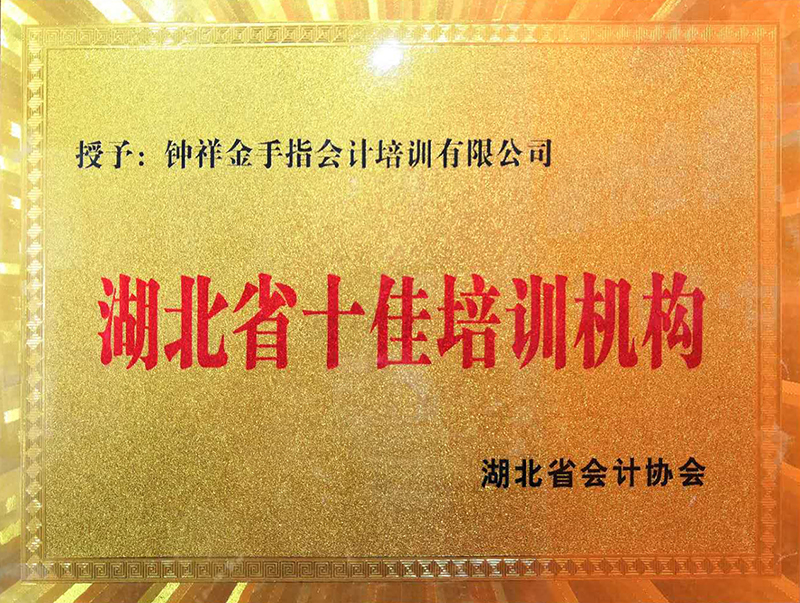 授予：钟祥金手指会计培训有限公司
湖北省十佳培训机构
湖北省会计协会